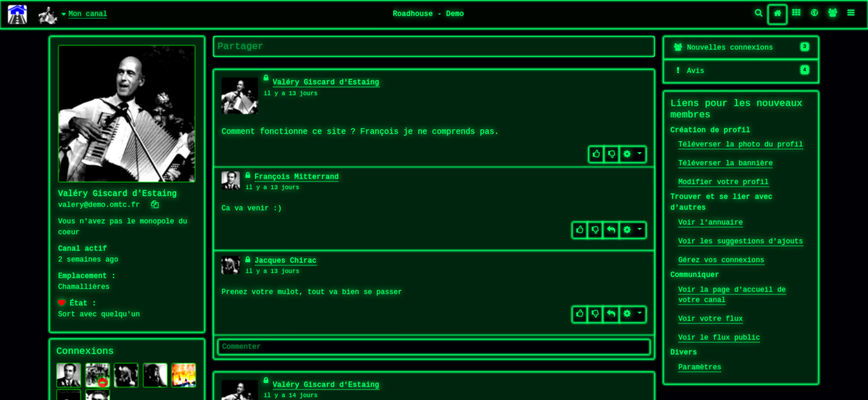 Mon canal
Roadhouse - Demo
Valéry Giscard d'Estaing
valery@demo.omtc.fr
Vous n'avez pas le monopole du
coeur
Canal actif
2 semaines ago
Emplacement :
Chamallières
État :
Sort avec quelqu'un
Connexions
Partager
Valéry Giscard d'Estaing
il y a 13 jours
Comment fonctionne ce site ? François je ne comprends pas.
François Mitterrand
il y a 13 jours
Ca va venir :)
Jacques Chirac
il y a 13 jours
Prenez votre mulot, tout va bien se passer
Commenter
Valéry Giscard d'Estaing
il y a 14 jours
Nouvelles connexions
Avis
4
Liens pour les nouveaux
membres
Création de profil
Téléverser la photo du profil
Téléverser la bannière
Modifier votre profil
Trouver et se lier avec
d'autres
Voir l'annuaire
Voir les suggestions d'ajouts
Gérez vos connexions
Communiquer
Voir la page d'accueil de
votre canal
Voir votre flux
Voir le flux public
Divers
Paramètres